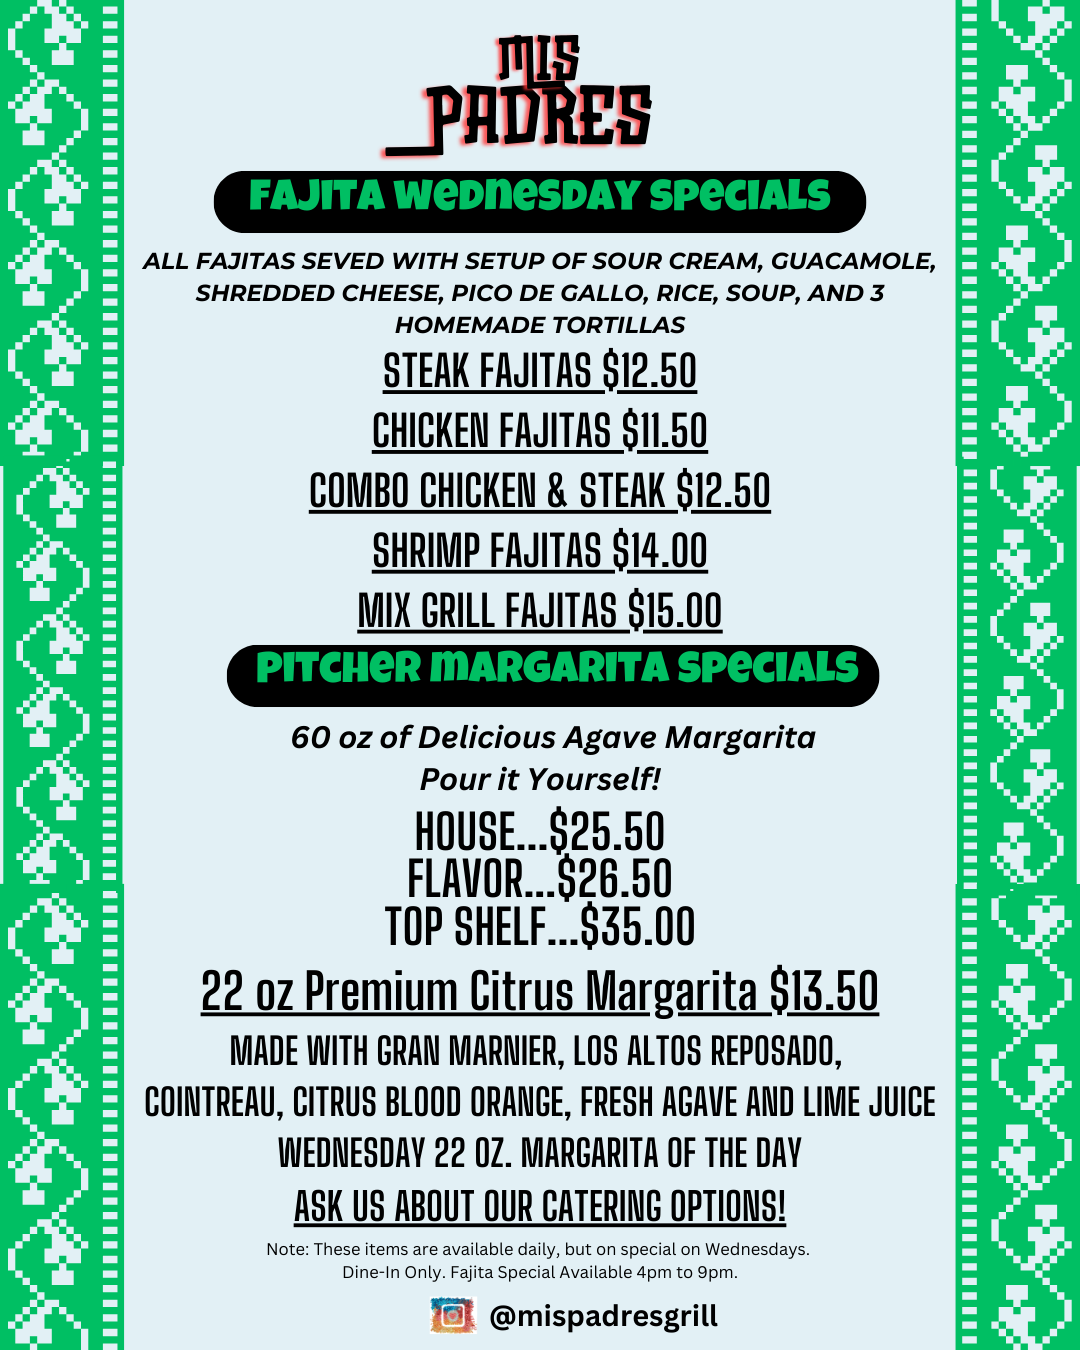 MIS
PADRES
FAJITA WEDNESDAY SPECIALS
ALL FAJITAS SEVED WITH SETUP OF SOUR CREAM, GUACAMOLE,
SHREDDED CHEESE, PICO DE GALLO, RICE, SOUP, AND 3
HOMEMADE TORTILLAS
STEAK FAJITAS $12.50
CHICKEN FAJITAS $11.50
COMBO CHICKEN & STEAK $12.50
SHRIMP FAJITAS $14.00
MIX GRILL FAJITAS $15.00
PITCHER MARGARITA SPECIALS
60 oz of Delicious Agave Margarita
Pour it Yourself!
HOUSE...$25.50
FLAVOR...$26.50
TOP SHELF...$35.00
22 oz Premium Citrus Margarita $13.50
MADE WITH GRAN MARNIER, LOS ALTOS REPOSADO,
COINTREAU, CITRUS BLOOD ORANGE, FRESH AGAVE AND LIME JUICE
WEDNESDAY 22 OZ. MARGARITA OF THE DAY
ASK US ABOUT OUR CATERING OPTIONS!
Note: These items are available daily, but on special on Wednesdays.
Dine-In Only. Fajita Special Available 4pm to 9pm.
@mispadresgrill